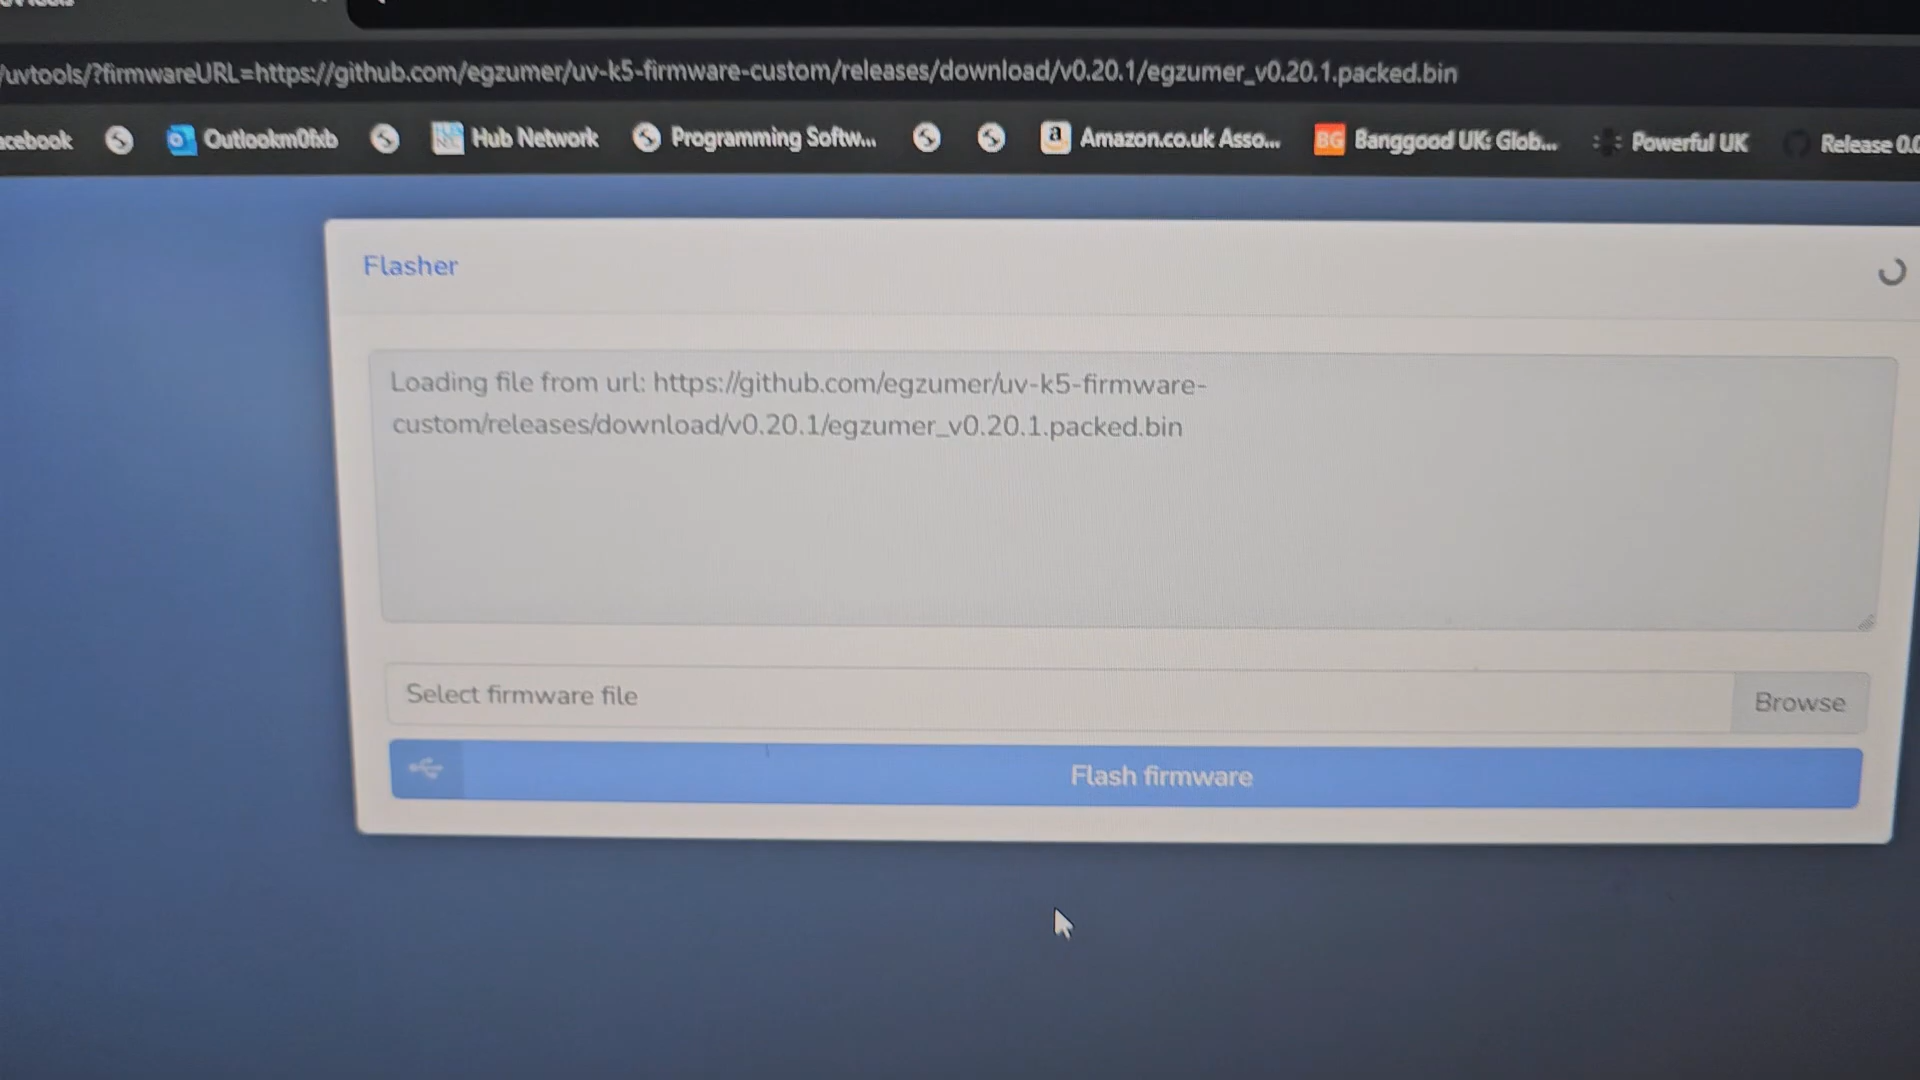 /uvtools/?firmwareURL=https://github.com/egzumer/uv-k5-firmware-custom/releases/download/v0.20.1/egzumer_v0.20.1.packed.bin
acebook Outlookm0fxb Hub Network Programming Softw... a Amazon.co.uk Asso... BG Banggood UK: Glob... Powerful UK Release 0.0
Flasher
Loading file from url: https://github.com/egzumer/uv-k5-firmware-
custom/releases/download/v0.20.1/egzumer_v0.20.1.packed.bin
Select firmware file Browse
Flash firmware